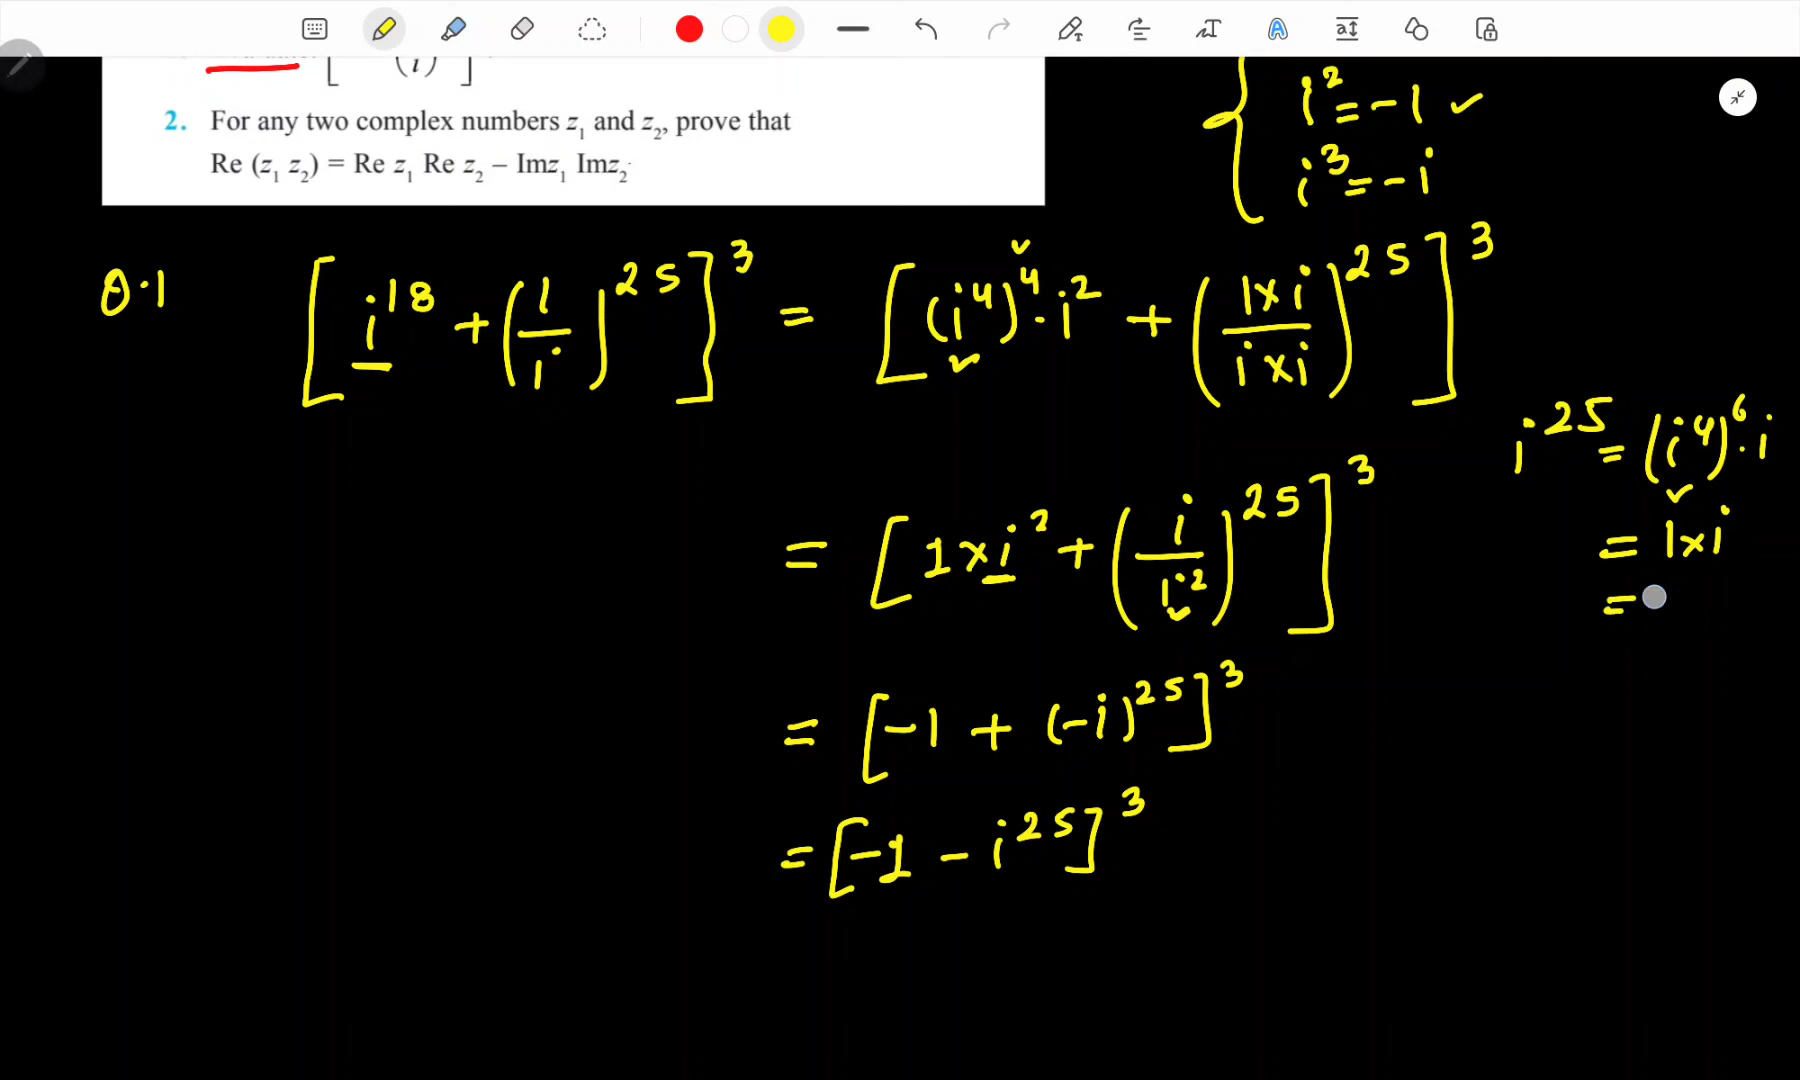 (i)
2. For any two complex numbers z₁ and z₂, prove that
Re (z₁ z₂) = Re z₁ Re z₂ – Imz₁ Imz₂.
i² = -1 ✓
i³ = -i
Q.1 [i¹⁸ + (1/i)²⁵]³ = [(i⁴)⁴ · i² + (1×i / i×i)²⁵]³
= [1×i² + (i/i²)²⁵]³
= [-1 + (-i)²⁵]³
= [-1 - i²⁵]³
i²⁵ = (i⁴)⁶ · i
= 1×i
=